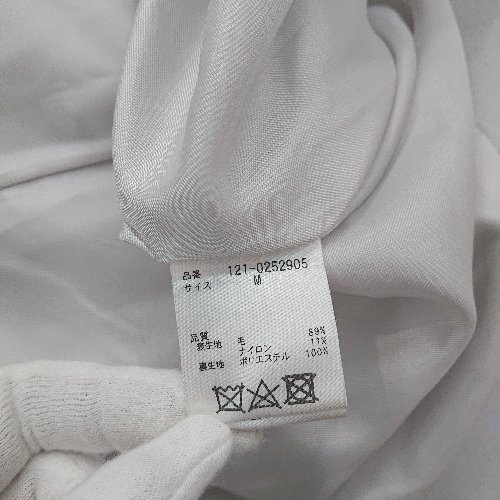 品番 121-0252905
サイズ M
品質
表生地 毛 89%
ナイロン 11%
裏生地 ポリエステル 100%